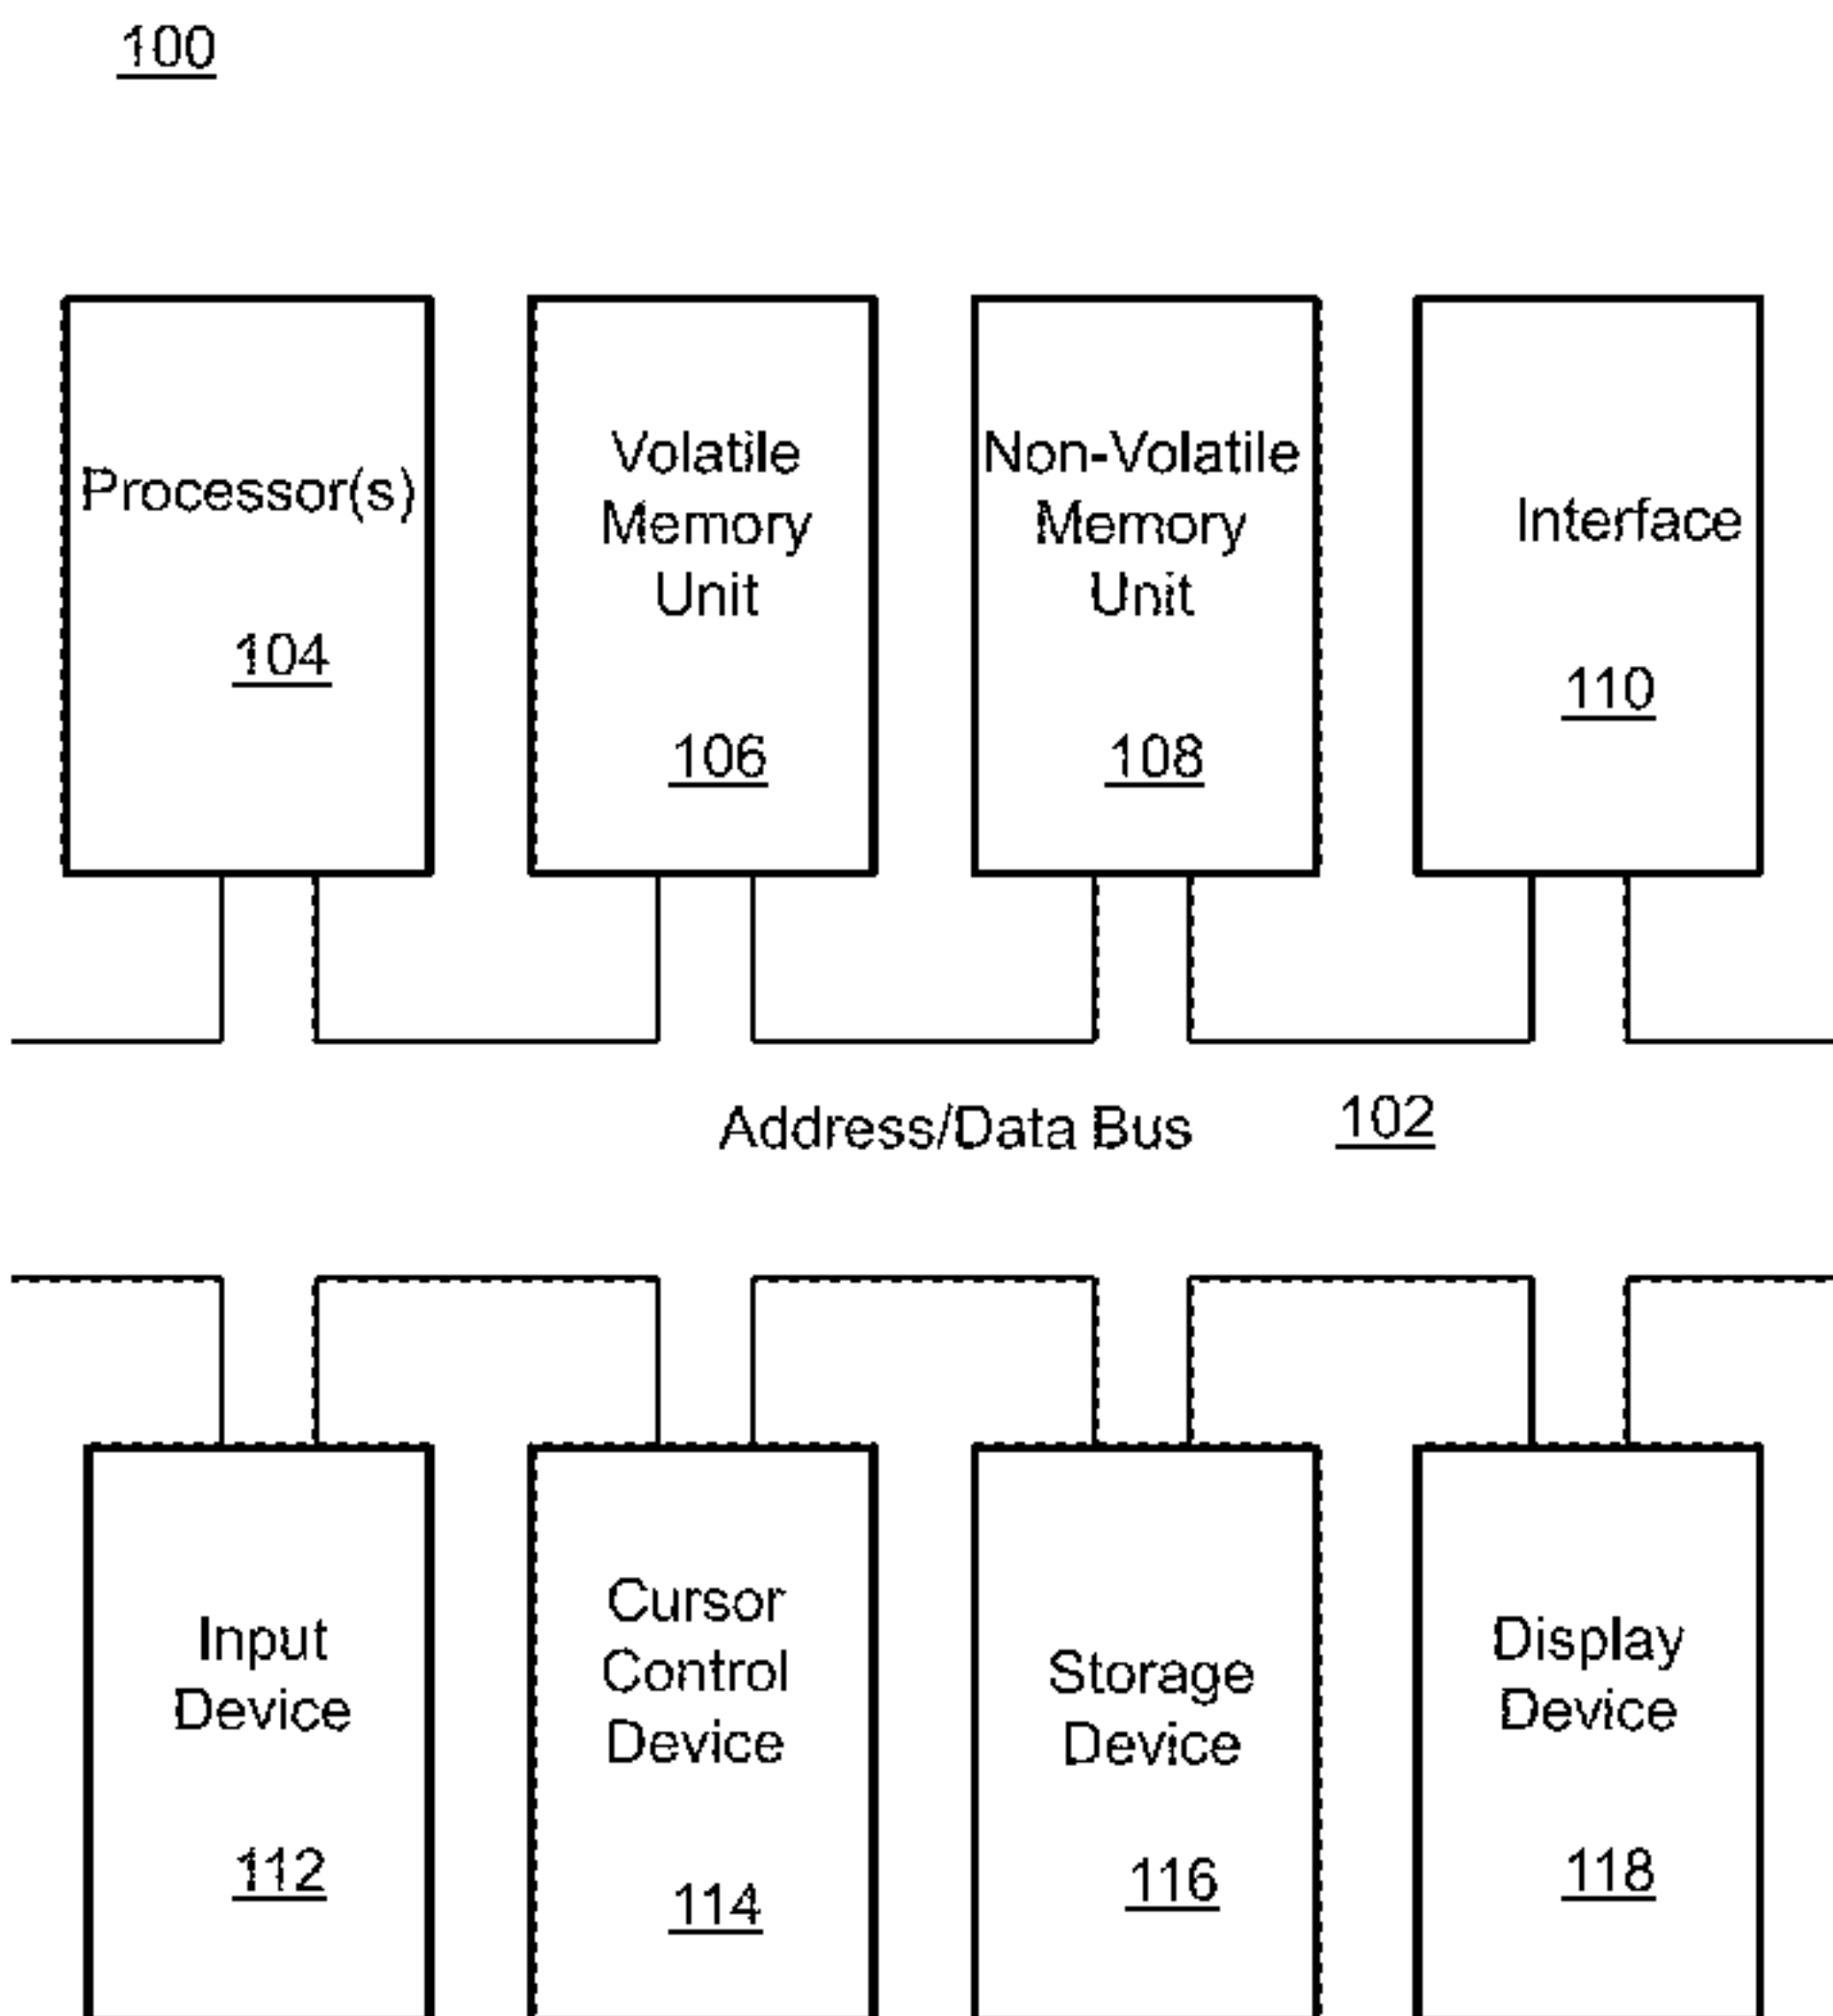 100
Processor(s)
104
Volatile
Memory
Unit
106
Non-Volatile
Memory
Unit
108
Interface
110
Address/Data Bus 102
Input
Device
112
Cursor
Control
Device
114
Storage
Device
116
Display
Device
118